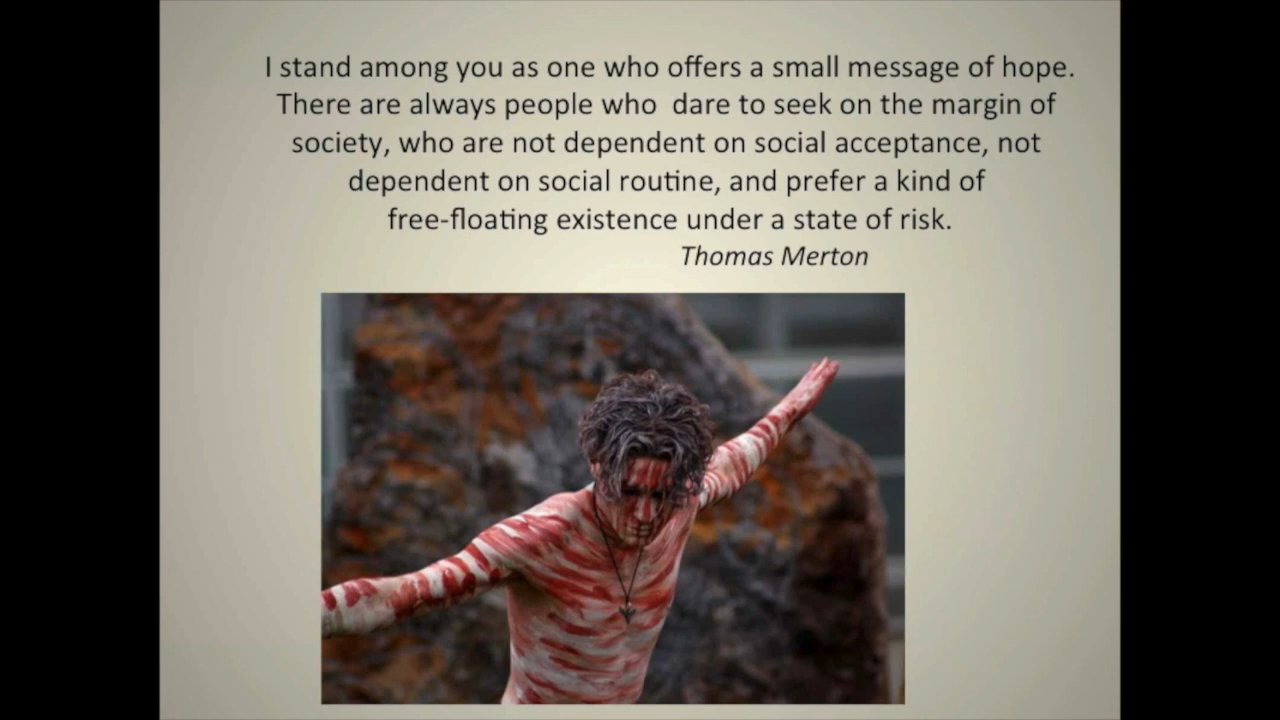 I stand among you as one who offers a small message of hope.
There are always people who dare to seek on the margin of
society, who are not dependent on social acceptance, not
dependent on social routine, and prefer a kind of
free-floating existence under a state of risk.
Thomas Merton